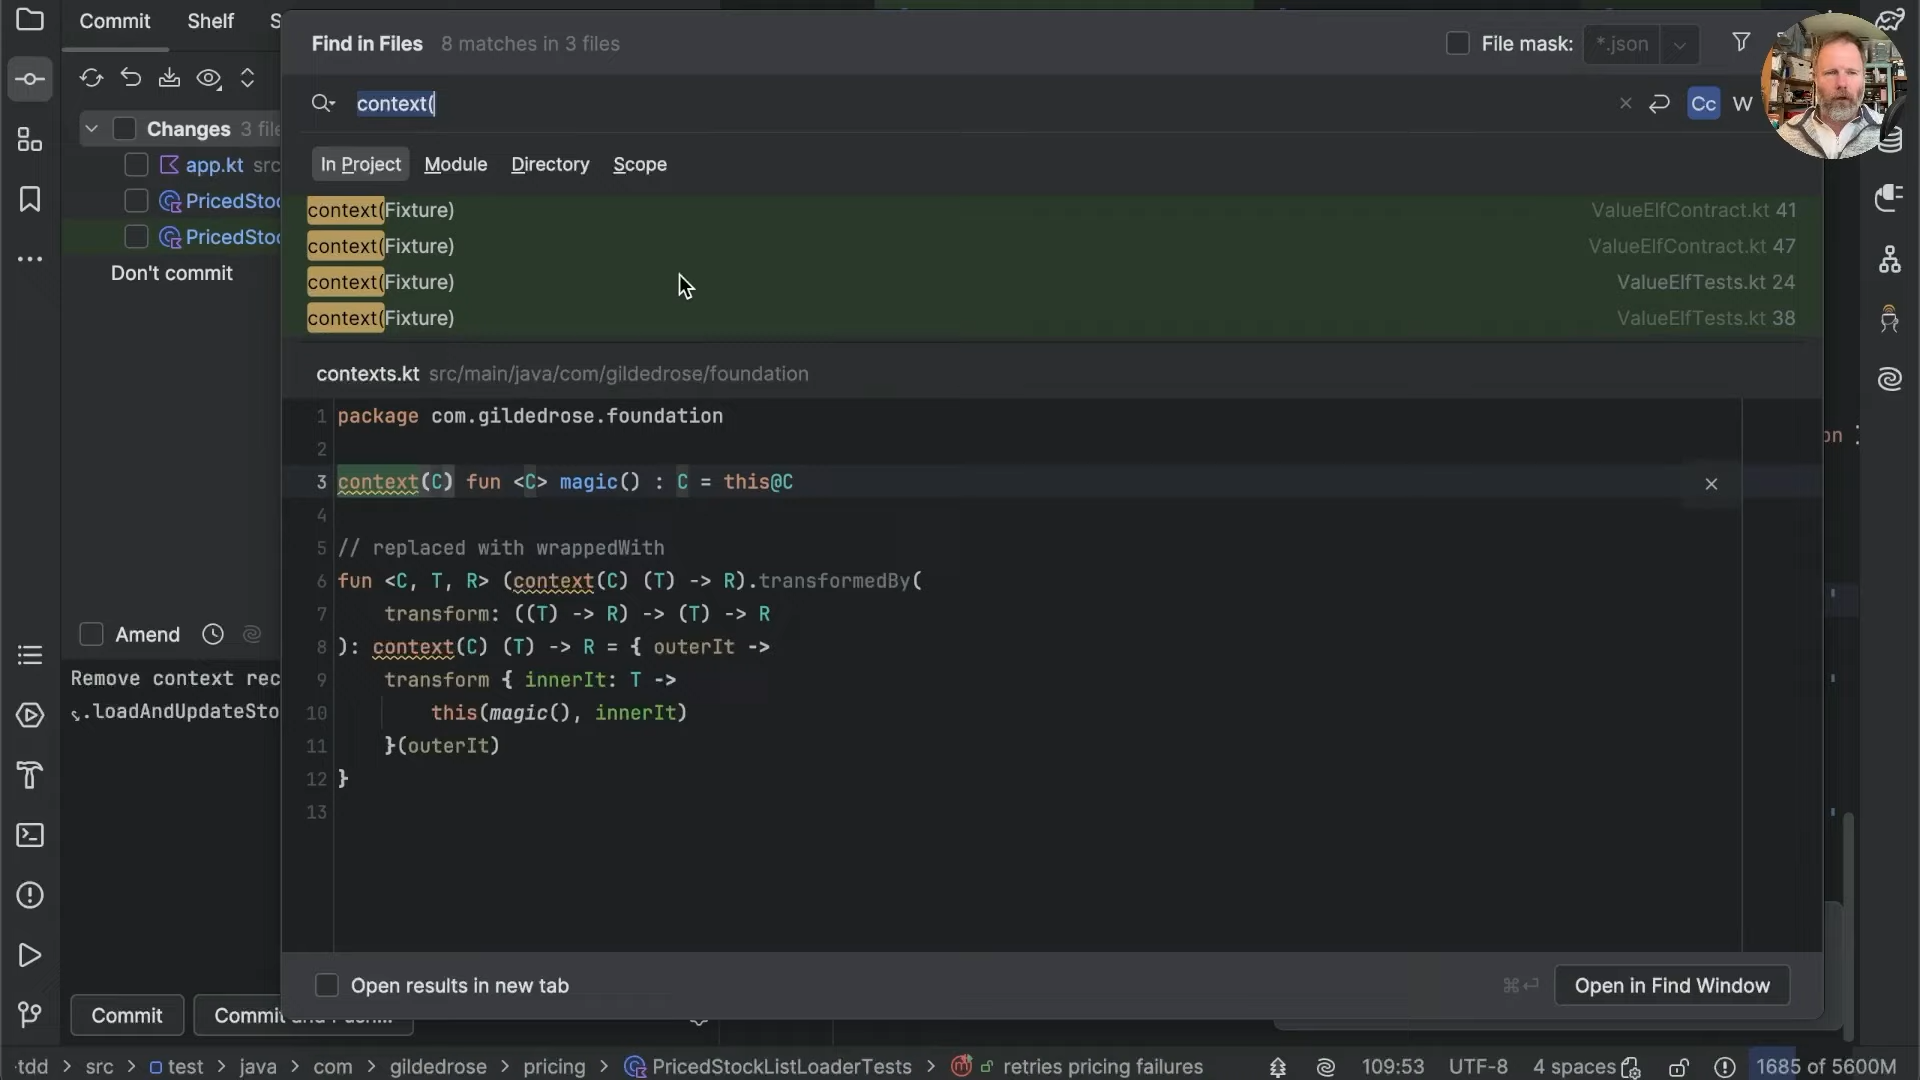 Commit Shelf S
Find in Files 8 matches in 3 files
File mask: *.json
context(
Cc W
Changes 3 file
app.kt src
PricedStoc
PricedStoc
Don't commit
In Project Module Directory Scope
context(Fixture) ValueElfContract.kt 41
context(Fixture) ValueElfContract.kt 47
context(Fixture) ValueElfTests.kt 24
context(Fixture) ValueElfTests.kt 38
contexts.kt src/main/java/com/gildedrose/foundation
1 package com.gildedrose.foundation
2
3 context(C) fun <C> magic() : C = this@C
4
5 // replaced with wrappedWith
6 fun <C, T, R> (context(C) (T) -> R).transformedBy(
7 transform: ((T) -> R) -> (T) -> R
8 ): context(C) (T) -> R = { outerIt ->
9 transform { innerIt: T ->
10 this(magic(), innerIt)
11 }(outerIt)
12 }
13
on :
Amend
Remove context rec
.loadAndUpdateSto
Open results in new tab
⌘↵ Open in Find Window
Commit
tdd > src > test > java > com > gildedrose > pricing > PricedStockListLoaderTests > retries pricing failures
109:53 UTF-8 4 spaces 1685 of 5600M